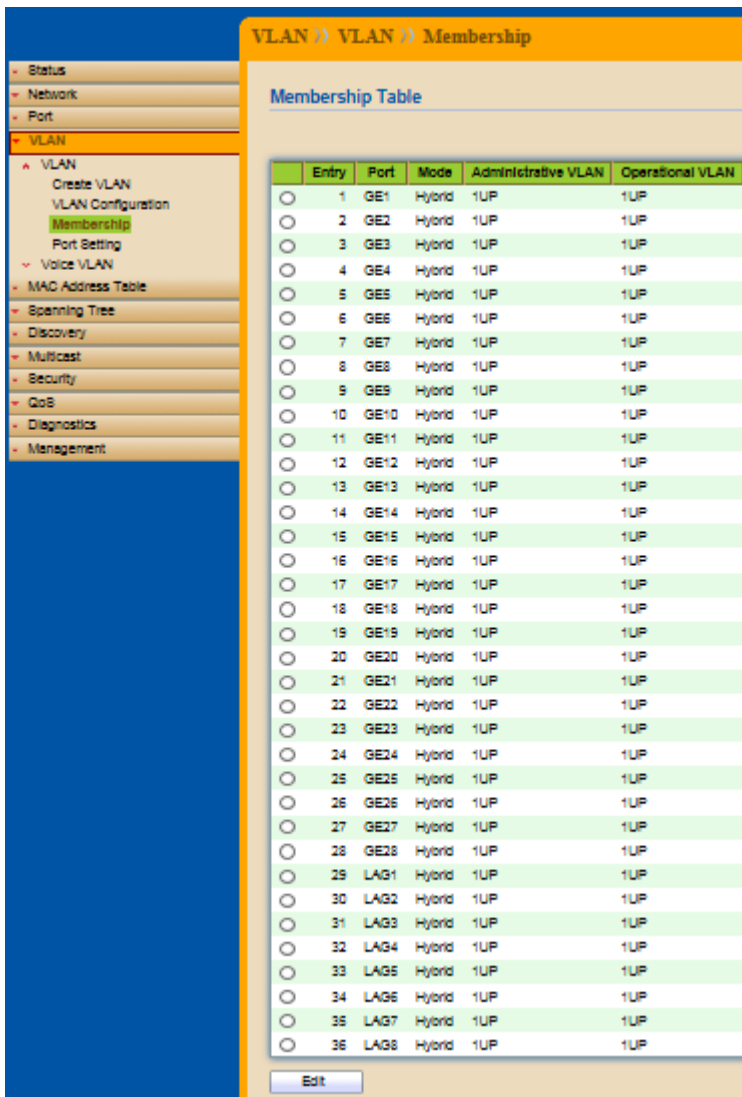 VLAN » VLAN » Membership
Status
Network
Port
VLAN
VLAN
Create VLAN
VLAN Configuration
Membership
Port Setting
Voice VLAN
MAC Address Table
Spanning Tree
Discovery
Multicast
Security
QoS
Diagnostics
Management
Membership Table
Entry Port Mode Administrative VLAN Operational VLAN
1 GE1 Hybrid 1UP 1UP
2 GE2 Hybrid 1UP 1UP
3 GE3 Hybrid 1UP 1UP
4 GE4 Hybrid 1UP 1UP
5 GE5 Hybrid 1UP 1UP
6 GE6 Hybrid 1UP 1UP
7 GE7 Hybrid 1UP 1UP
8 GE8 Hybrid 1UP 1UP
9 GE9 Hybrid 1UP 1UP
10 GE10 Hybrid 1UP 1UP
11 GE11 Hybrid 1UP 1UP
12 GE12 Hybrid 1UP 1UP
13 GE13 Hybrid 1UP 1UP
14 GE14 Hybrid 1UP 1UP
15 GE15 Hybrid 1UP 1UP
16 GE16 Hybrid 1UP 1UP
17 GE17 Hybrid 1UP 1UP
18 GE18 Hybrid 1UP 1UP
19 GE19 Hybrid 1UP 1UP
20 GE20 Hybrid 1UP 1UP
21 GE21 Hybrid 1UP 1UP
22 GE22 Hybrid 1UP 1UP
23 GE23 Hybrid 1UP 1UP
24 GE24 Hybrid 1UP 1UP
25 GE25 Hybrid 1UP 1UP
26 GE26 Hybrid 1UP 1UP
27 GE27 Hybrid 1UP 1UP
28 GE28 Hybrid 1UP 1UP
29 LAG1 Hybrid 1UP 1UP
30 LAG2 Hybrid 1UP 1UP
31 LAG3 Hybrid 1UP 1UP
32 LAG4 Hybrid 1UP 1UP
33 LAG5 Hybrid 1UP 1UP
34 LAG6 Hybrid 1UP 1UP
35 LAG7 Hybrid 1UP 1UP
36 LAG8 Hybrid 1UP 1UP
Edit